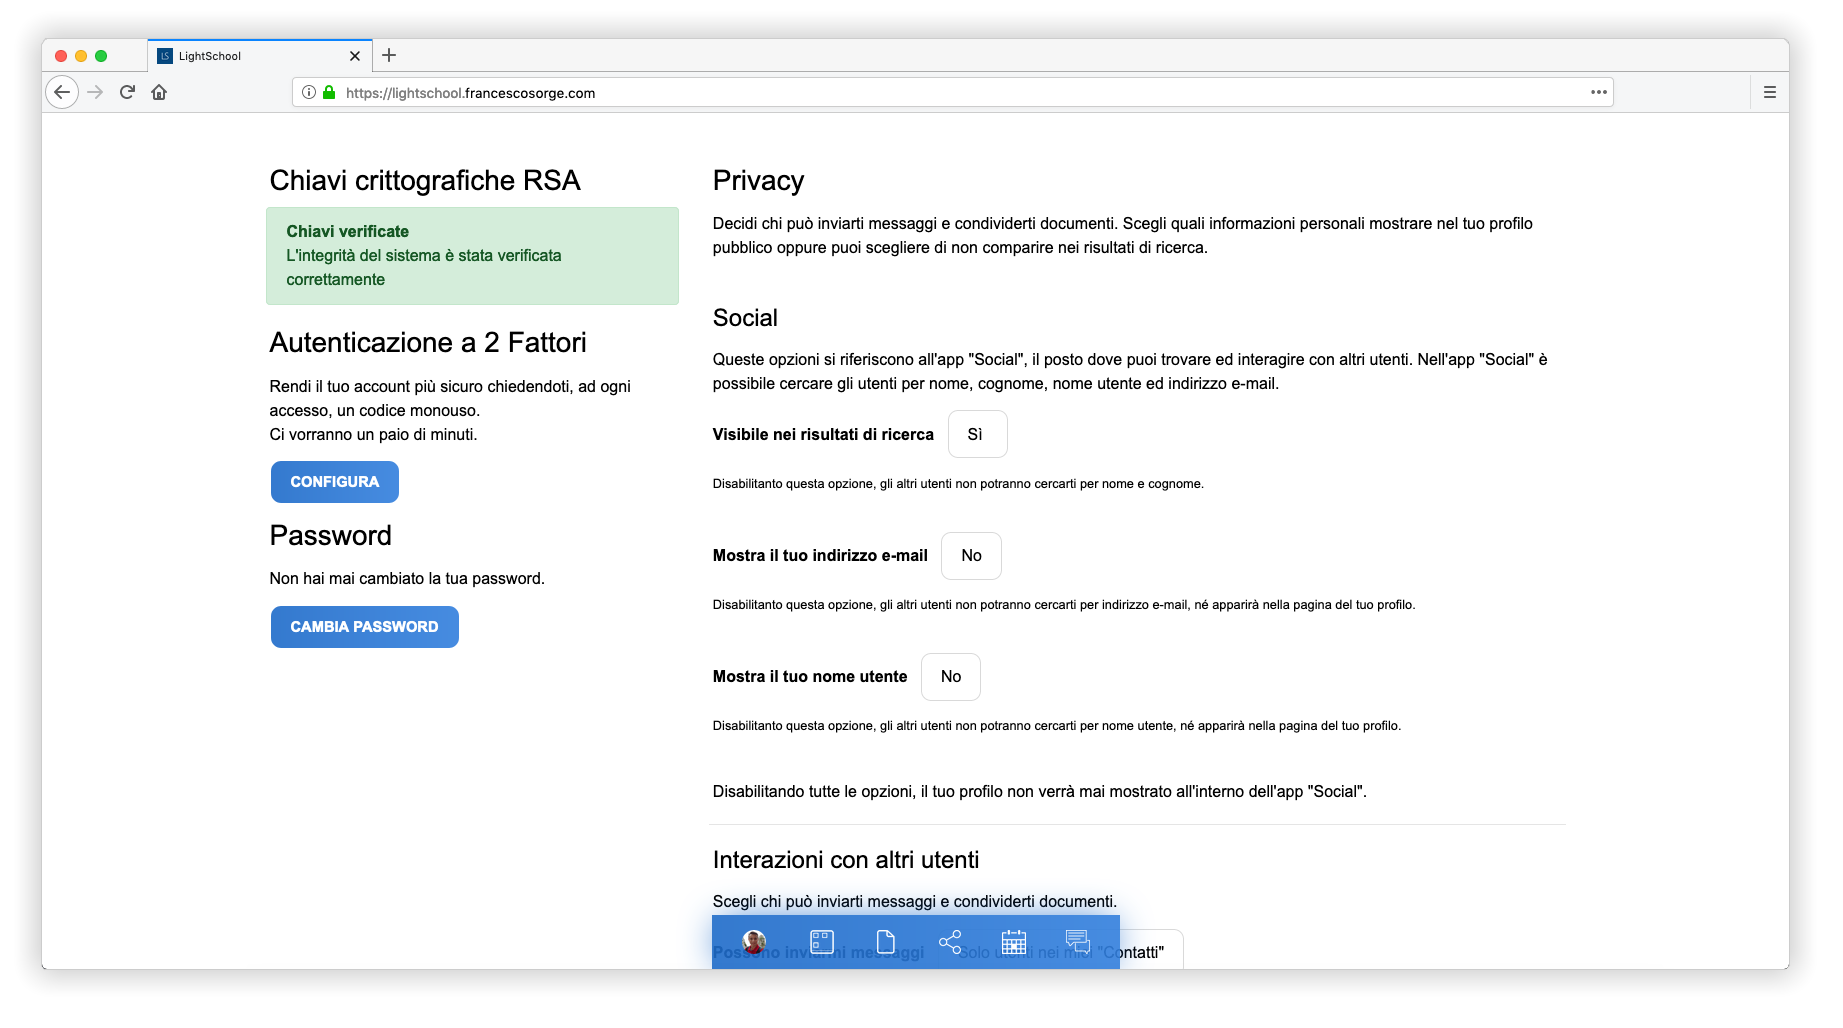 LS LightSchool
https://lightschool.francescosorge.com
Chiavi crittografiche RSA
Chiavi verificate
L'integrità del sistema è stata verificata
correttamente
Autenticazione a 2 Fattori
Rendi il tuo account più sicuro chiedendoti, ad ogni
accesso, un codice monouso.
Ci vorranno un paio di minuti.
CONFIGURA
Password
Non hai mai cambiato la tua password.
CAMBIA PASSWORD
Privacy
Decidi chi può inviarti messaggi e condividerti documenti. Scegli quali informazioni personali mostrare nel tuo profilo
pubblico oppure puoi scegliere di non comparire nei risultati di ricerca.
Social
Queste opzioni si riferiscono all'app "Social", il posto dove puoi trovare ed interagire con altri utenti. Nell'app "Social" è
possibile cercare gli utenti per nome, cognome, nome utente ed indirizzo e-mail.
Visibile nei risultati di ricerca Sì
Disabilitanto questa opzione, gli altri utenti non potranno cercarti per nome e cognome.
Mostra il tuo indirizzo e-mail No
Disabilitanto questa opzione, gli altri utenti non potranno cercarti per indirizzo e-mail, né apparirà nella pagina del tuo profilo.
Mostra il tuo nome utente No
Disabilitanto questa opzione, gli altri utenti non potranno cercarti per nome utente, né apparirà nella pagina del tuo profilo.
Disabilitando tutte le opzioni, il tuo profilo non verrà mai mostrato all'interno dell'app "Social".
Interazioni con altri utenti
Scegli chi può inviarti messaggi e condividerti documenti.
Possono inviarmi messaggi Solo utenti nei miei "Contatti"